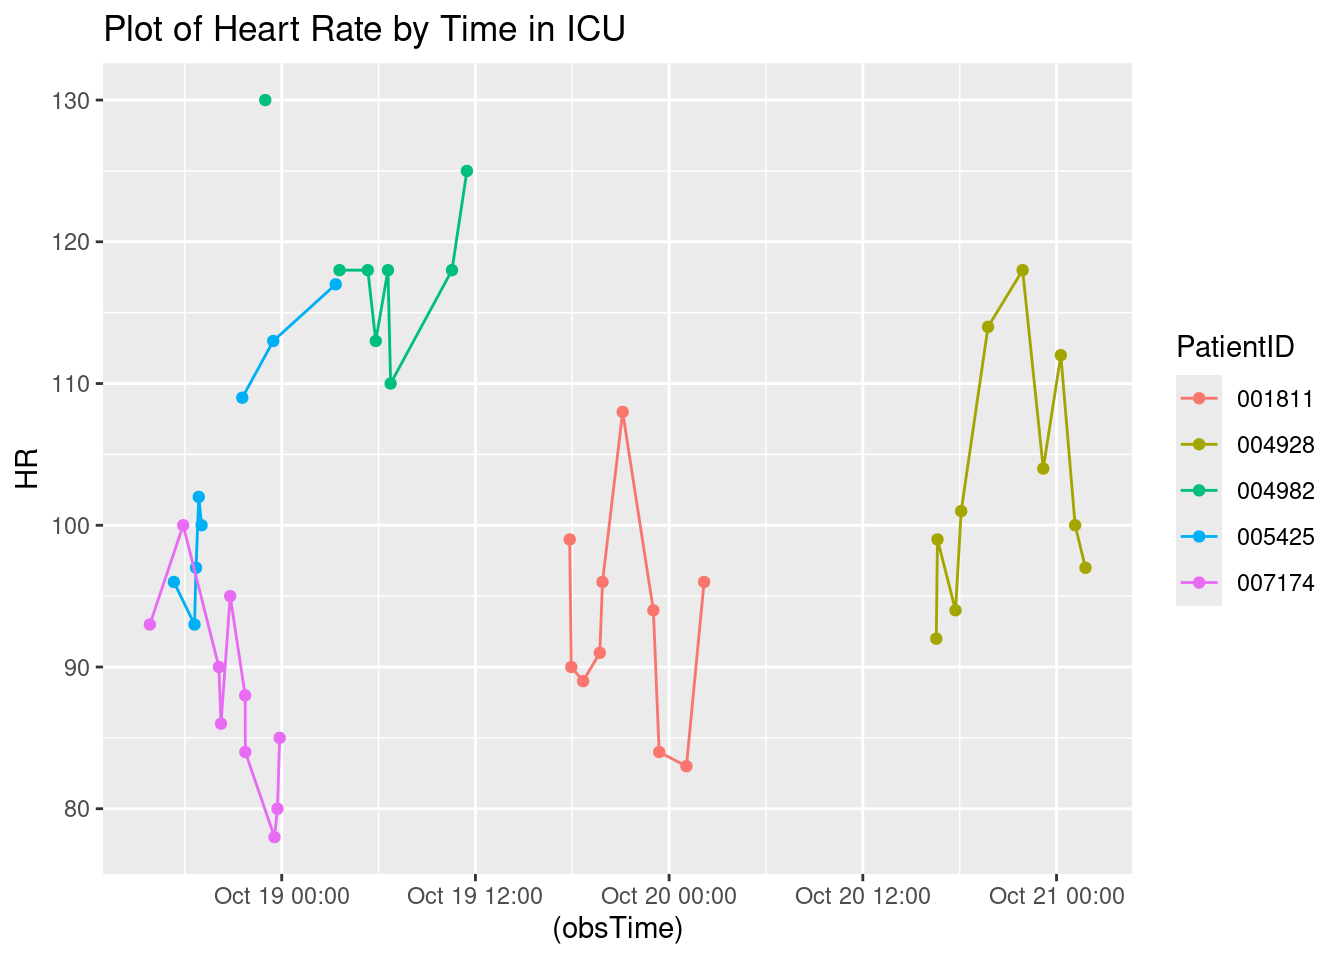 Plot of Heart Rate by Time in ICU
130
120
110
100
90
80
HR
Oct 19 00:00
Oct 19 12:00
Oct 20 00:00
Oct 20 12:00
Oct 21 00:00
(obsTime)
PatientID
001811
004928
004982
005425
007174